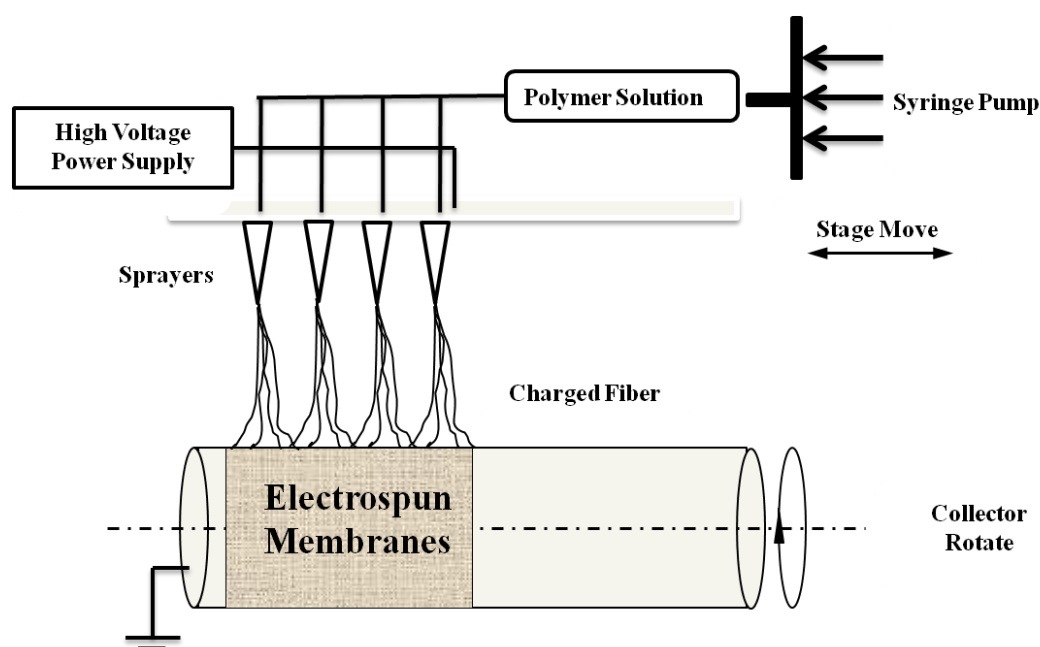 Polymer Solution
Syringe Pump
High Voltage
Power Supply
Stage Move
Sprayers
Charged Fiber
Electrospun
Membranes
Collector
Rotate